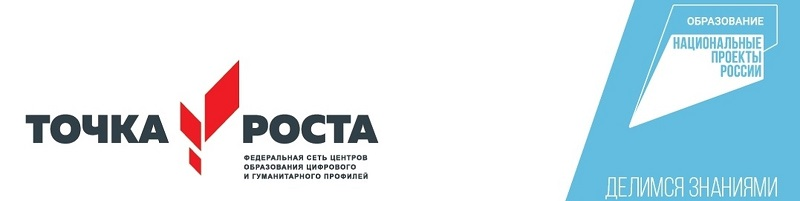 ТОЧКА РОСТА
ФЕДЕРАЛЬНАЯ СЕТЬ ЦЕНТРОВ
ОБРАЗОВАНИЯ ЦИФРОВОГО
И ГУМАНИТАРНОГО ПРОФИЛЕЙ
ОБРАЗОВАНИЕ
НАЦИОНАЛЬНЫЕ
ПРОЕКТЫ
РОССИИ
ДЕЛИМСЯ ЗНАНИЯМИ